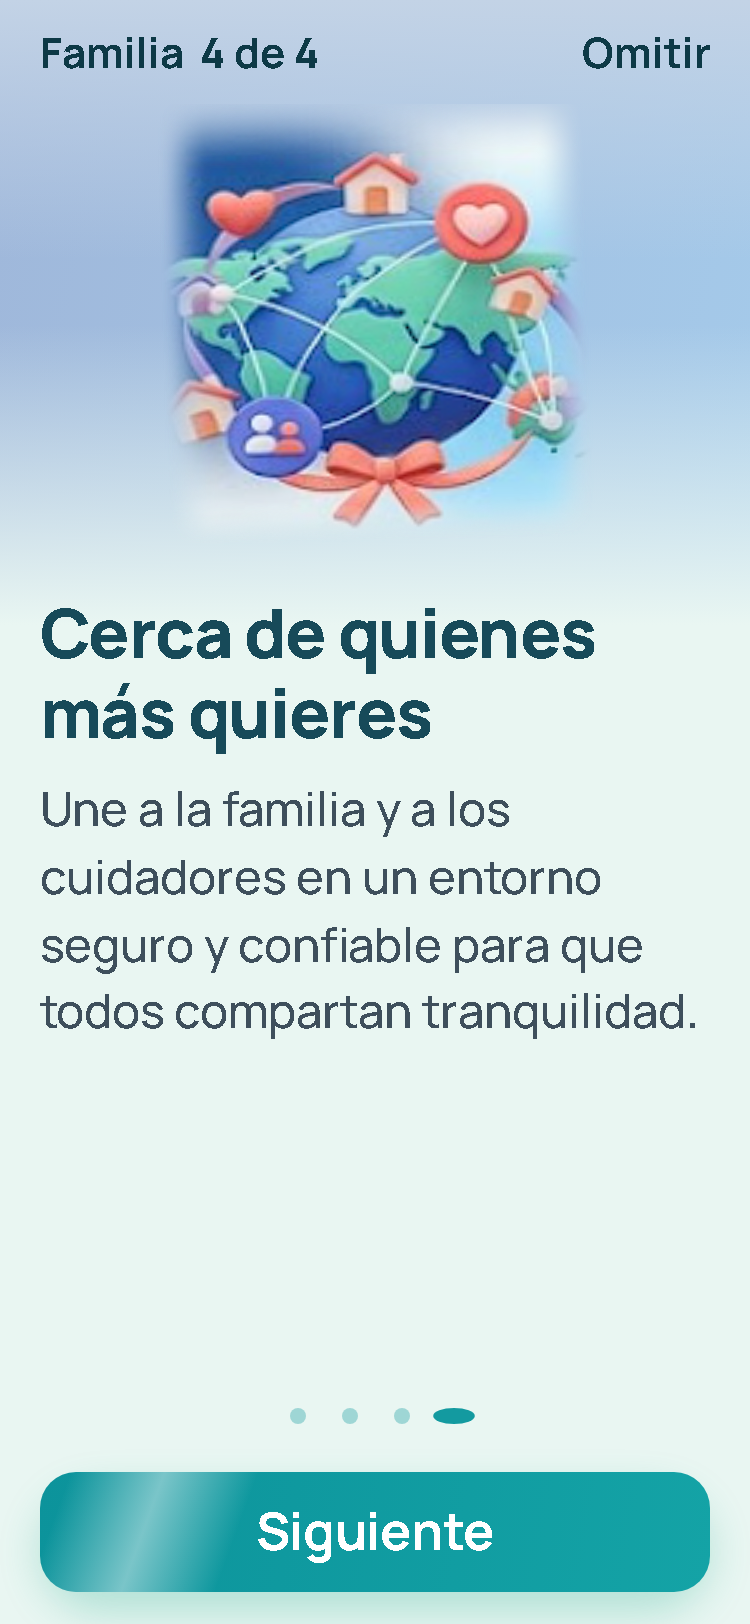 Familia 4 de 4
Omitir
Cerca de quienes
más quieres
Une a la familia y a los
cuidadores en un entorno
seguro y confiable para que
todos compartan tranquilidad.
Siguiente